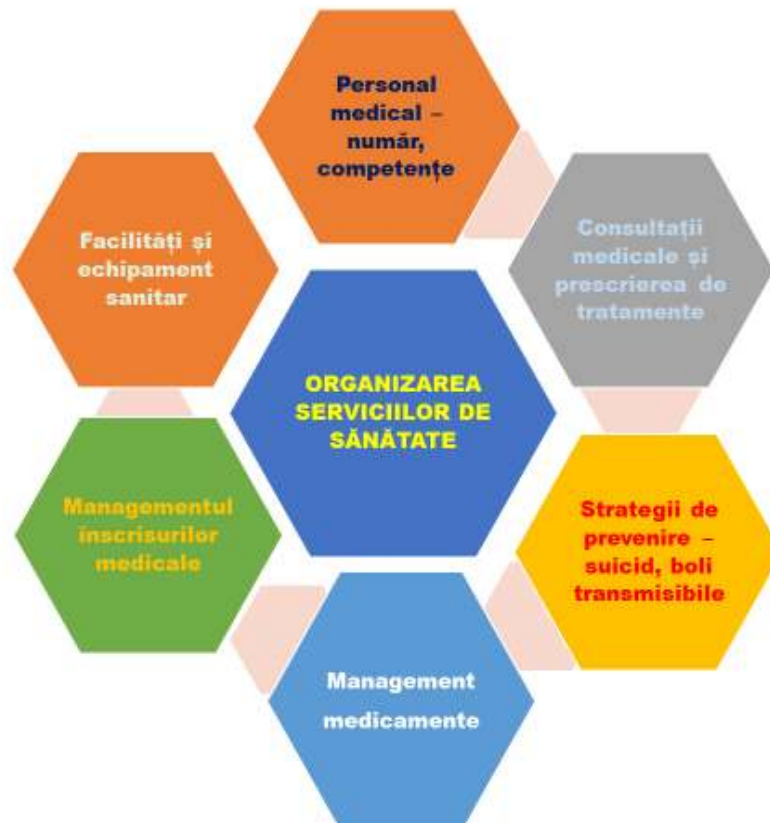 Personal
medical –
număr,
competențe
Consultații
medicale și
prescrierea de
tratamente
Strategii de
prevenire –
suicid, boli
transmisibile
Management
medicamente
Managementul
înscrisurilor
medicale
Facilități și
echipament
sanitar
ORGANIZAREA
SERVICIILOR DE
SĂNĂTATE